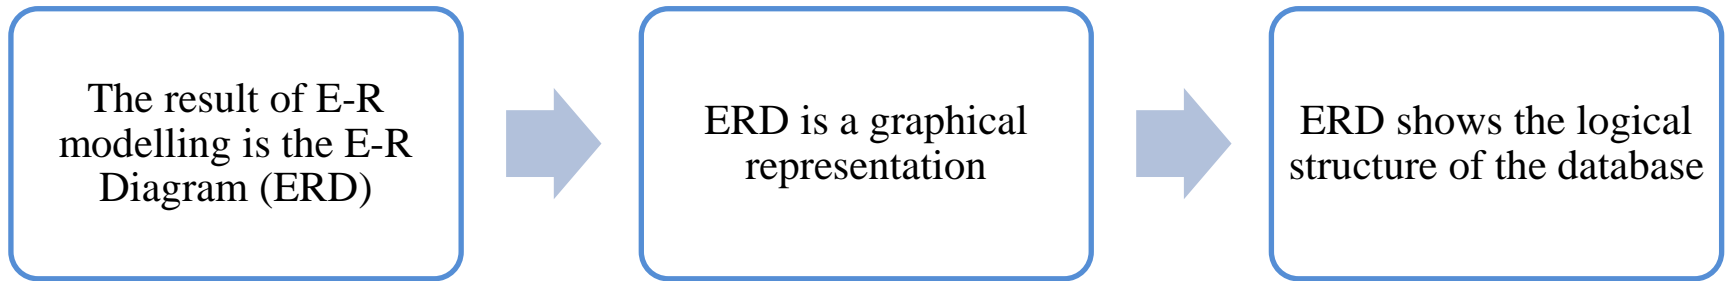 The result of E-R
modelling is the E-R
Diagram (ERD)
ERD is a graphical
representation
ERD shows the logical
structure of the database